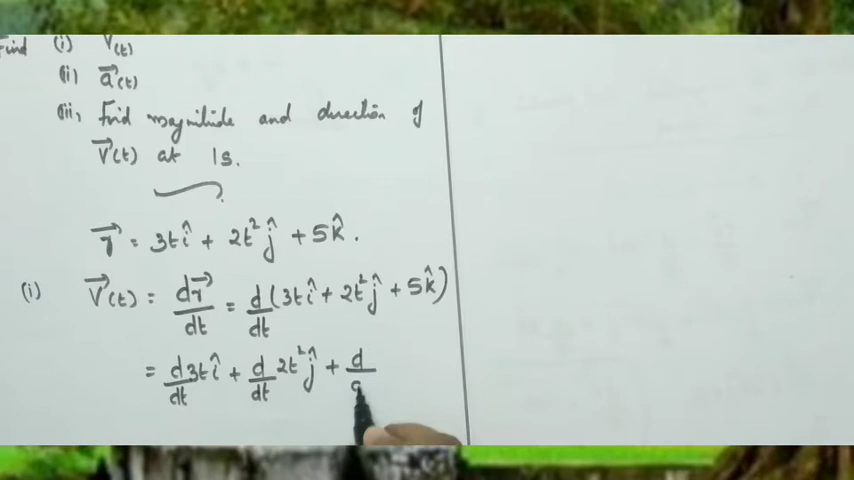 Find (i) V(t)
(ii) a⃗(t)
(iii, Find magnitude and direction of
V⃗(t) at 1s.
r⃗ = 3tî + 2t²ĵ + 5k̂.
(i) V⃗(t) = dr⃗/dt = d/dt (3tî + 2t²ĵ + 5k̂)
= d/dt 3tî + d/dt 2t²ĵ + d/